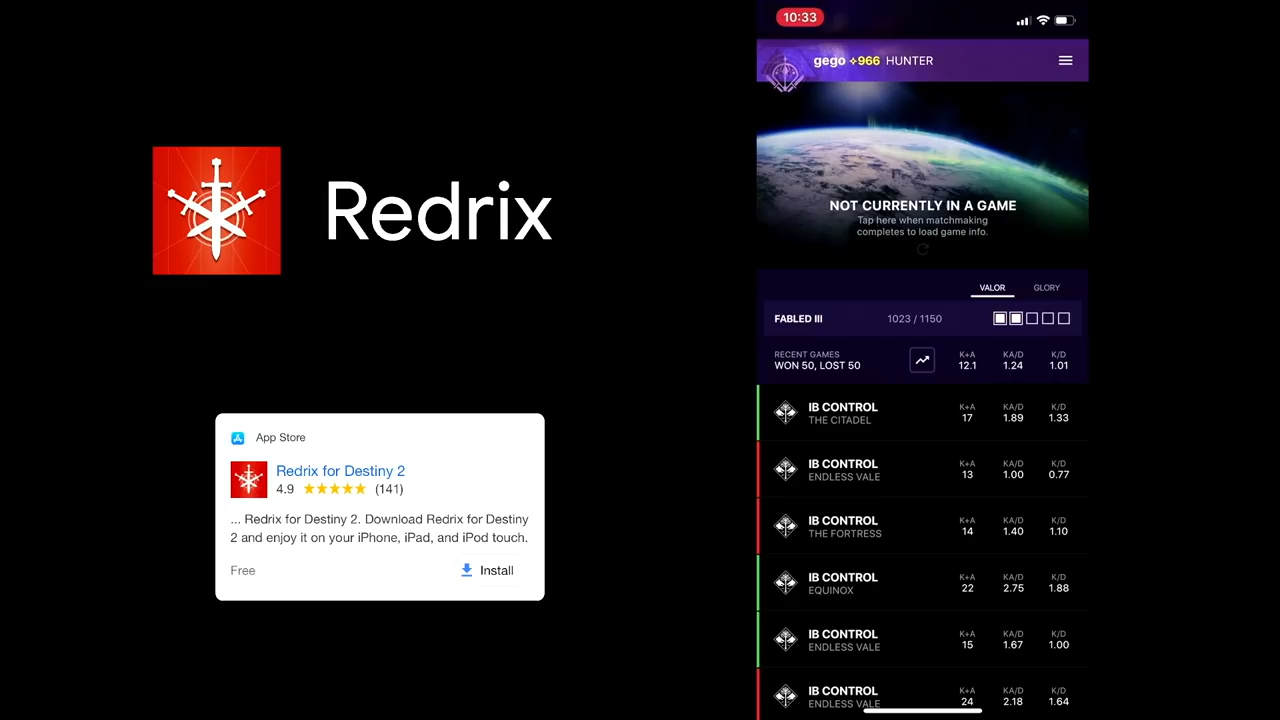 Redrix
App Store
Redrix for Destiny 2
4.9 ★★★★★ (141)
... Redrix for Destiny 2. Download Redrix for Destiny
2 and enjoy it on your iPhone, iPad, and iPod touch.
Free
Install
10:33
gego ✧966 HUNTER
NOT CURRENTLY IN A GAME
Tap here when matchmaking
completes to load game info.
VALOR GLORY
FABLED III 1023 / 1150
RECENT GAMES K+A KA/D K/D
WON 50, LOST 50 12.1 1.24 1.01
IB CONTROL K+A KA/D K/D
THE CITADEL 17 1.89 1.33
IB CONTROL K+A KA/D K/D
ENDLESS VALE 13 1.00 0.77
IB CONTROL K+A KA/D K/D
THE FORTRESS 14 1.40 1.10
IB CONTROL K+A KA/D K/D
EQUINOX 22 2.75 1.88
IB CONTROL K+A KA/D K/D
ENDLESS VALE 15 1.67 1.00
IB CONTROL K+A KA/D K/D
ENDLESS VALE 24 2.18 1.64